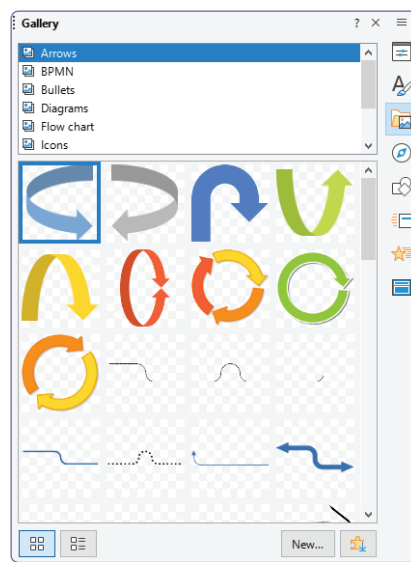 Gallery ?
Arrows
BPMN
Bullets
Diagrams
Flow chart
Icons
New...